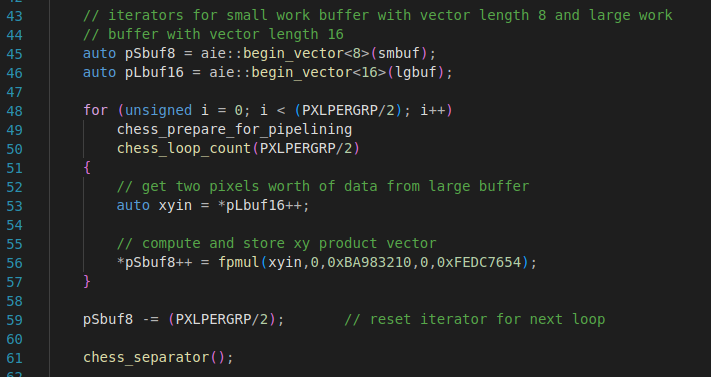 43 // iterators for small work buffer with vector length 8 and large work
44 // buffer with vector length 16
45 auto pSbuf8 = aie::begin_vector<8>(smbuf);
46 auto pLbuf16 = aie::begin_vector<16>(lgbuf);
47
48 for (unsigned i = 0; i < (PXLPERGRP/2); i++)
49     chess_prepare_for_pipelining
50     chess_loop_count(PXLPERGRP/2)
51 {
52     // get two pixels worth of data from large buffer
53     auto xyin = *pLbuf16++;
54
55     // compute and store xy product vector
56     *pSbuf8++ = fpmul(xyin,0,0xBA983210,0,0xFEDC7654);
57 }
58
59 pSbuf8 -= (PXLPERGRP/2);       // reset iterator for next loop
60
61 chess_separator();